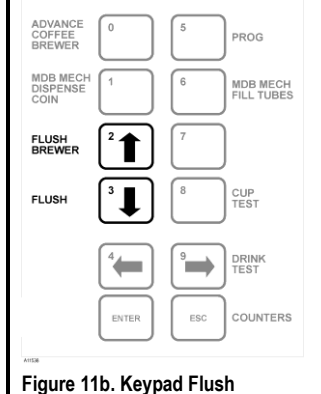 ADVANCE
COFFEE
BREWER
0
5
PROG
MDB MECH
DISPENSE
COIN
1
6
MDB MECH
FILL TUBES
FLUSH
BREWER
2
7
FLUSH
3
8
CUP
TEST
4
9
DRINK
TEST
ENTER
ESC
COUNTERS
Figure 11b. Keypad Flush